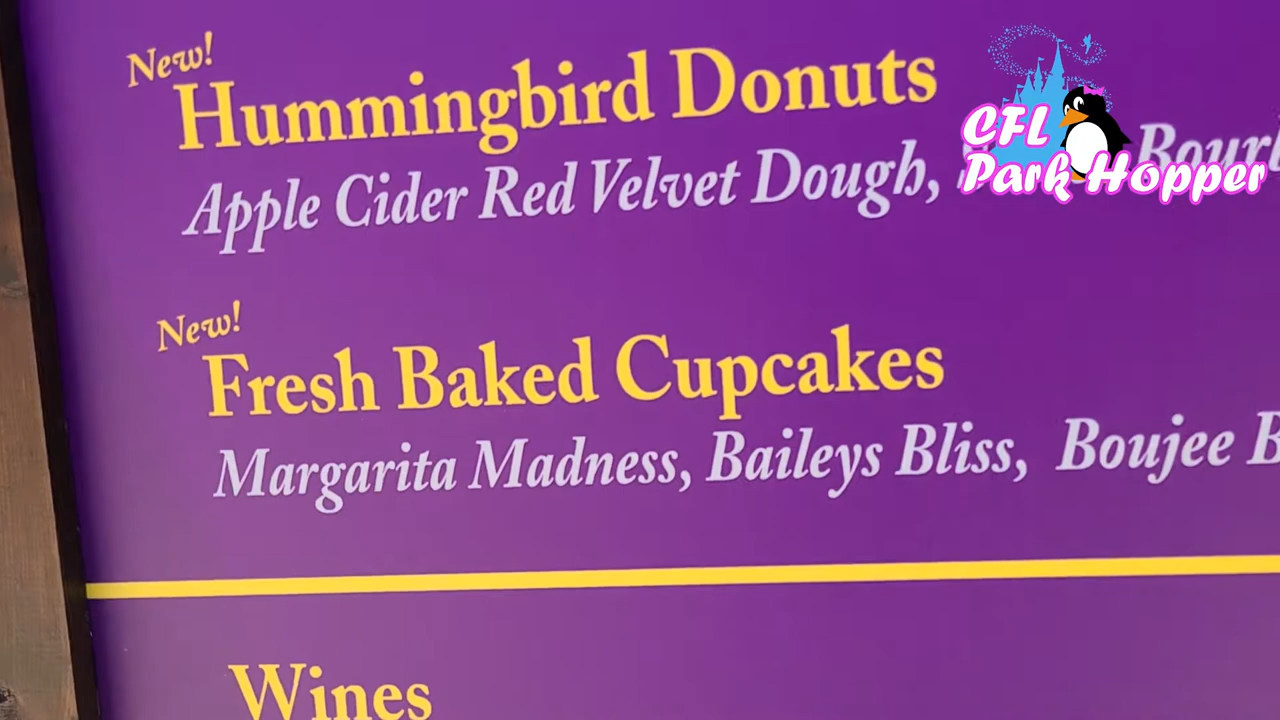 New!
Hummingbird Donuts
Apple Cider Red Velvet Dough,
CFL
Park Hopper
New!
Fresh Baked Cupcakes
Margarita Madness, Baileys Bliss, Boujee
Wines